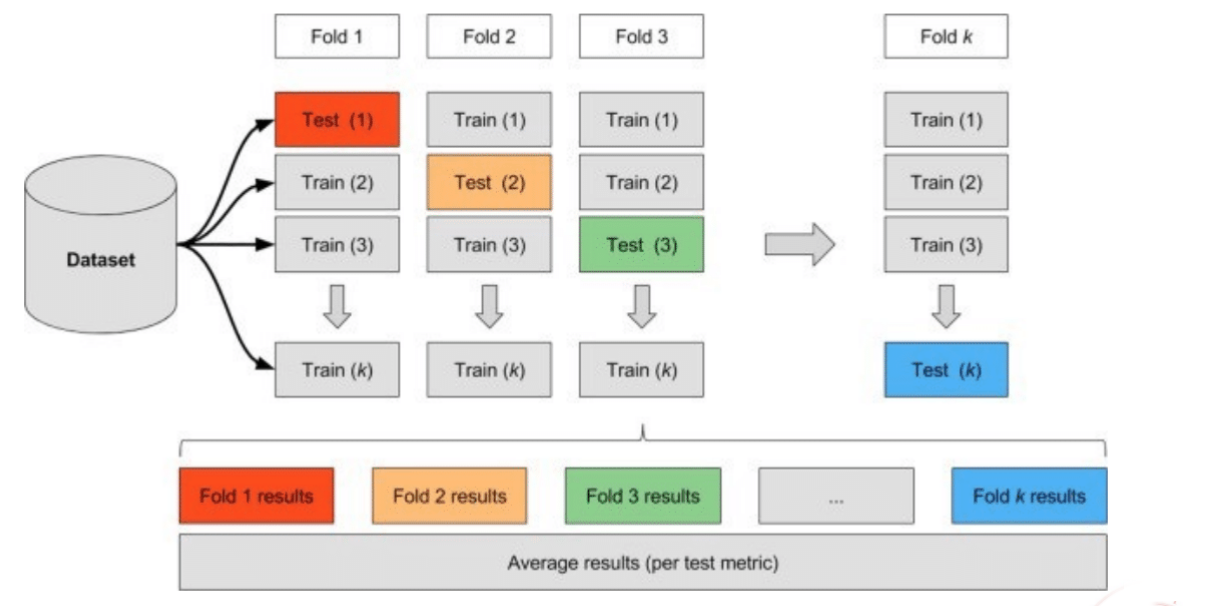 Fold 1
Fold 2
Fold 3
Fold k
Test (1)
Train (1)
Train (1)
Train (1)
Train (2)
Test (2)
Train (2)
Train (2)
Dataset
Train (3)
Train (3)
Test (3)
Train (3)
Train (k)
Train (k)
Train (k)
Test (k)
Fold 1 results
Fold 2 results
Fold 3 results
...
Fold k results
Average results (per test metric)